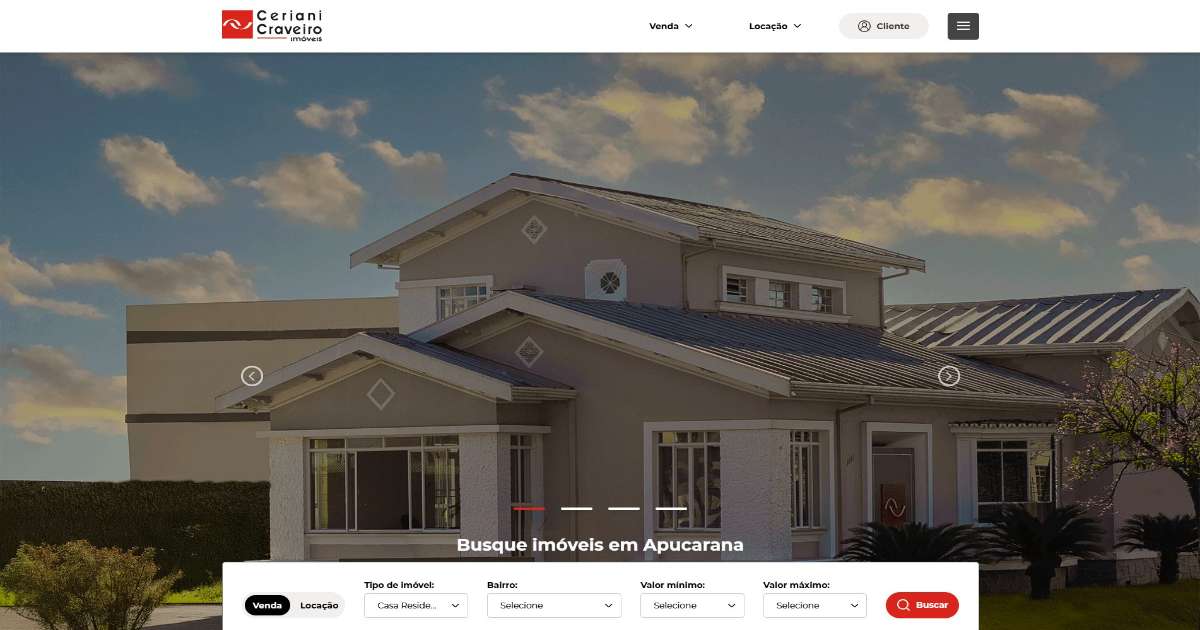 Ceriani
Craveiro
imóveis
Venda
Locação
Cliente
Busque imóveis em Apucarana
Venda
Locação
Tipo de imóvel:
Casa Reside...
Bairro:
Selecione
Valor mínimo:
Selecione
Valor máximo:
Selecione
Buscar